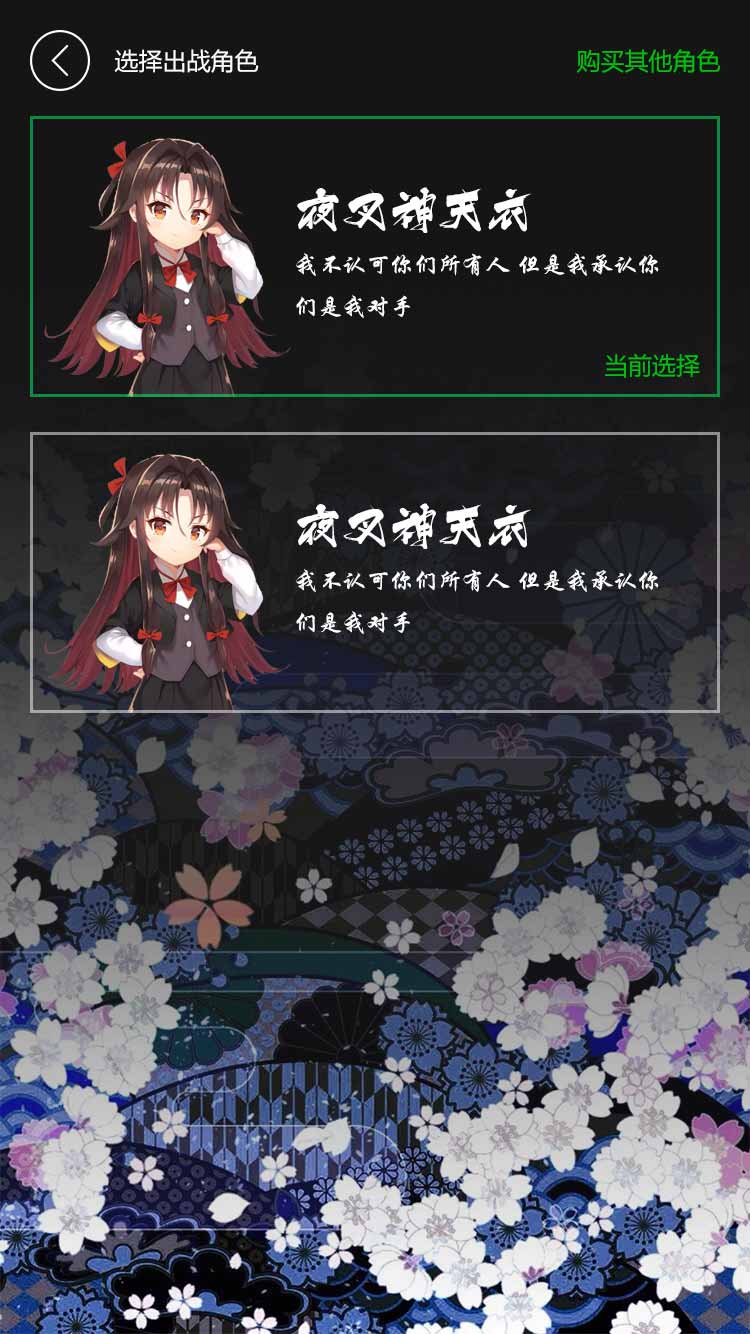 选择出战角色
购买其他角色
夜叉神天衣
我不认可你们所有人 但是我承认你
们是我对手
当前选择
夜叉神天衣
我不认可你们所有人 但是我承认你
们是我对手